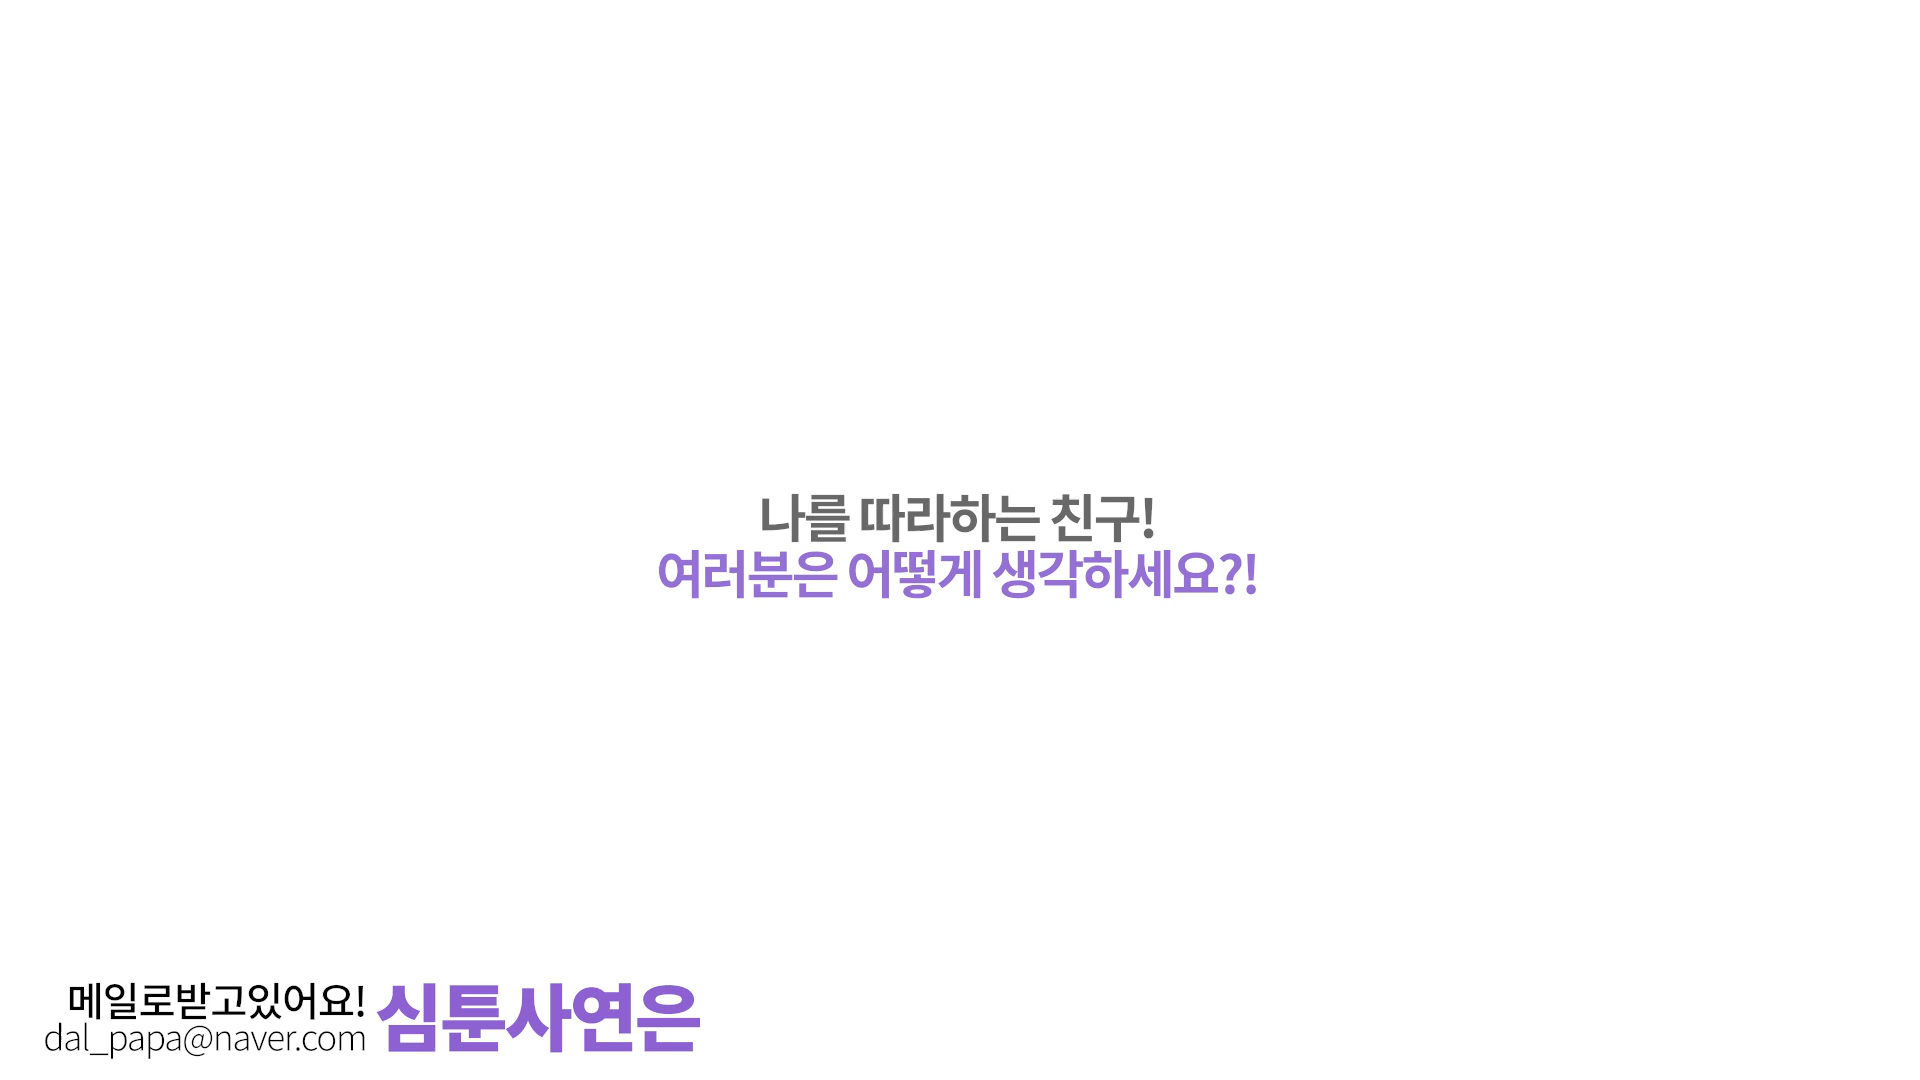 나를 따라하는 친구!
여러분은 어떻게 생각하세요?!
메일로받고있어요!
dal_papa@naver.com
심툰사연은